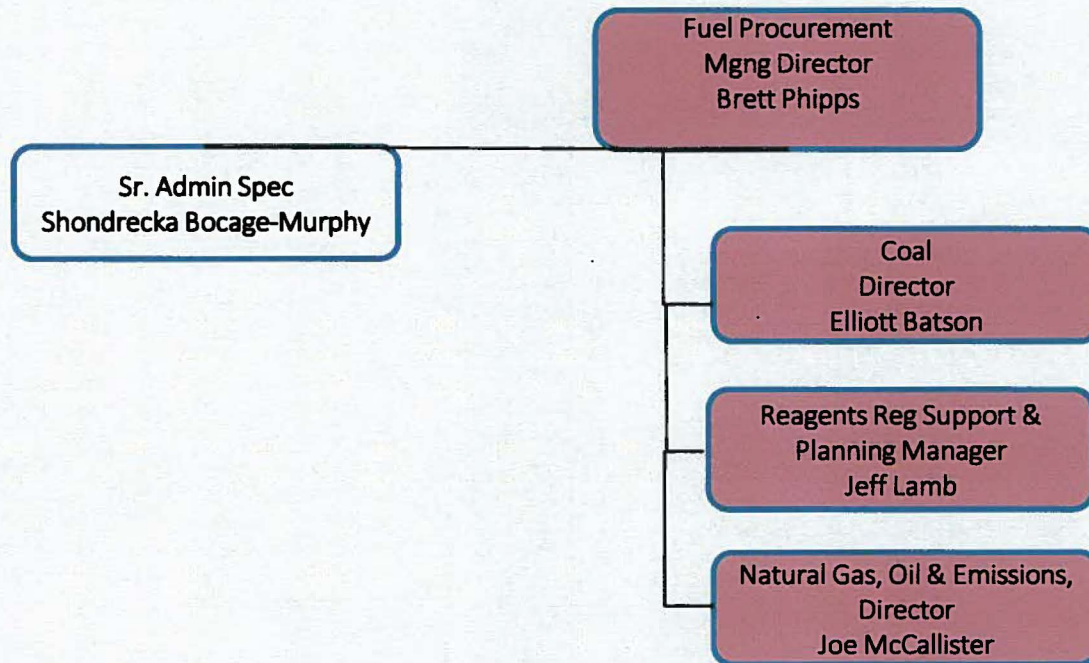 Fuel Procurement
Mgng Director
Brett Phipps
Sr. Admin Spec
Shondrecka Bocage-Murphy
Coal
Director
Elliott Batson
Reagents Reg Support &
Planning Manager
Jeff Lamb
Natural Gas, Oil & Emissions,
Director
Joe McCallister